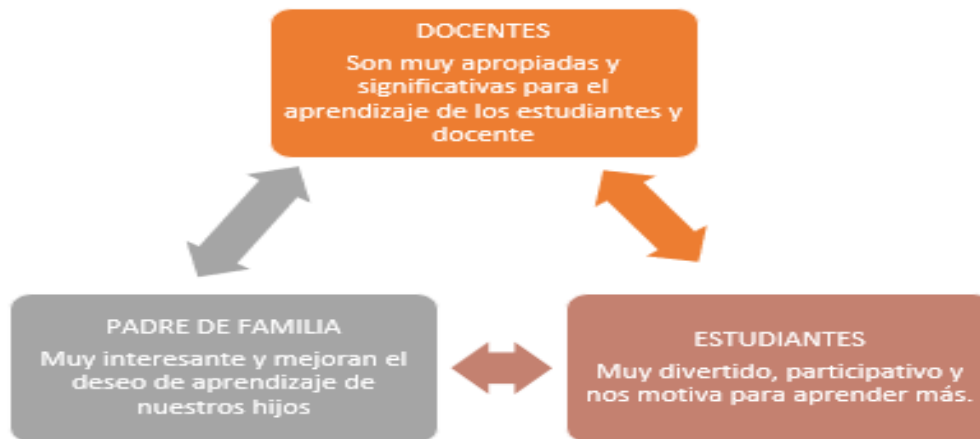 DOCENTES
Son muy apropiadas y
significativas para el
aprendizaje de los estudiantes y
docente
PADRE DE FAMILIA
Muy interesante y mejoran el
deseo de aprendizaje de
nuestros hijos
ESTUDIANTES
Muy divertido, participativo y
nos motiva para aprender más.